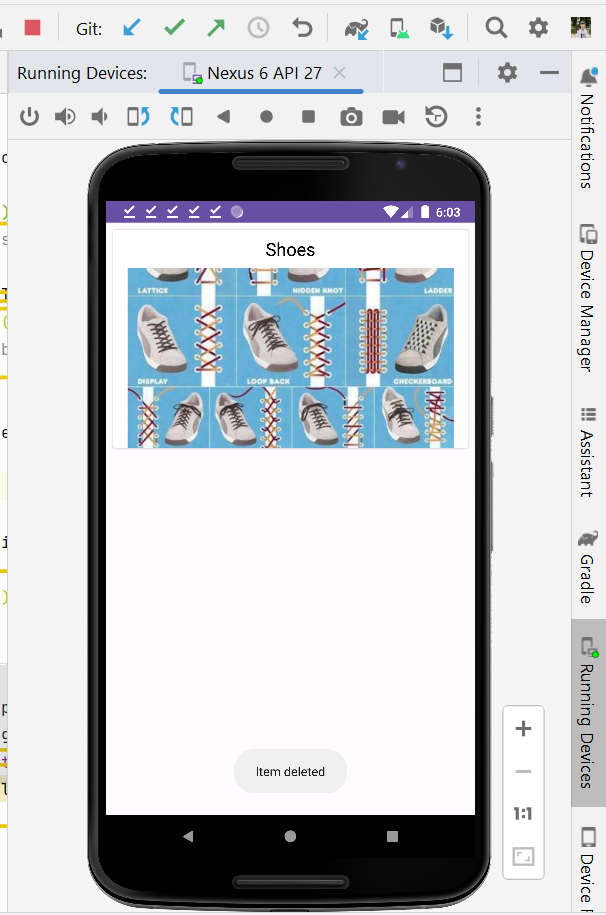 Git:
Running Devices:
Nexus 6 API 27
6:03
Shoes
LATTICE
HIDDEN KNOT
LADDER
DISPLAY
LOOP BACK
CHECKERBOARD
Item deleted
1:1
Notifications
Device Manager
Assistant
Gradle
Running Devices
Device